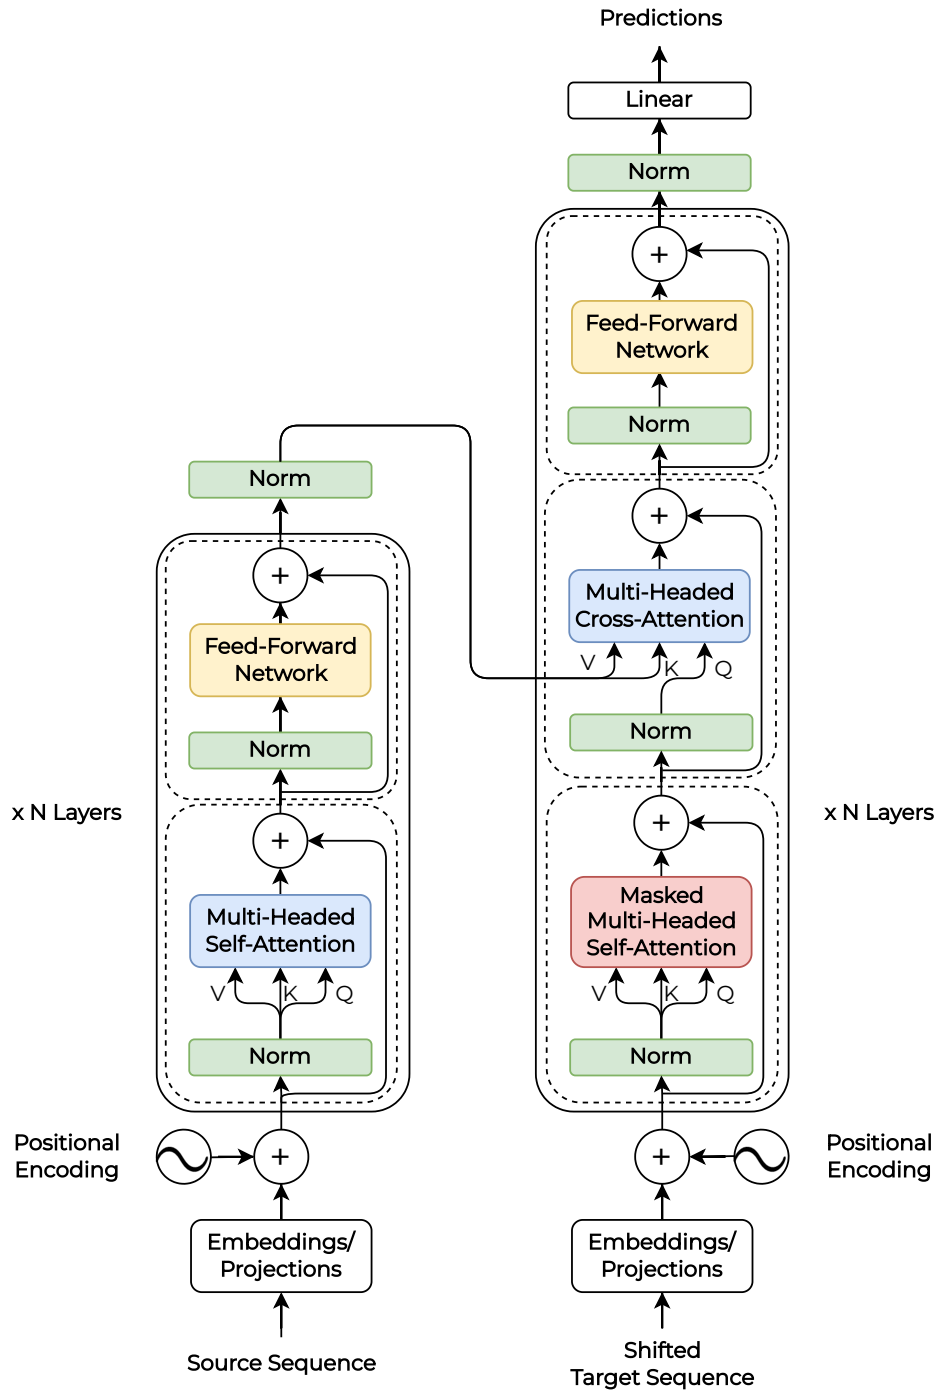 Predictions
Linear
Norm
+
Feed-Forward
Network
Norm
+
Multi-Headed
Cross-Attention
V
K
Q
Norm
+
Masked
Multi-Headed
Self-Attention
V
K
Q
Norm
x N Layers
+
Positional
Encoding
Embeddings/
Projections
Shifted
Target Sequence
Norm
+
Feed-Forward
Network
Norm
+
Multi-Headed
Self-Attention
V
K
Q
Norm
x N Layers
Positional
Encoding
+
Embeddings/
Projections
Source Sequence